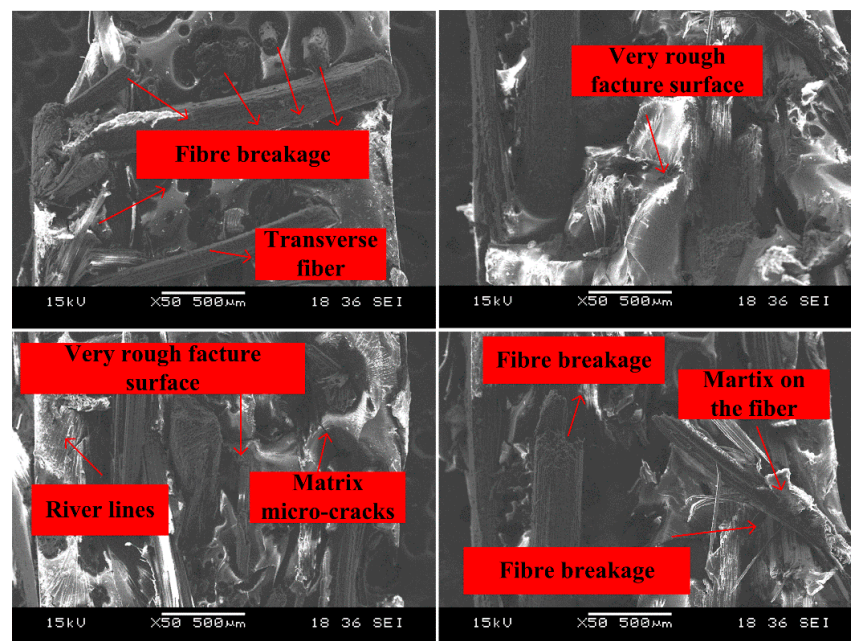 Fibre breakage
Transverse
fiber
15kV X50 500µm 18 36 SEI
Very rough
facture surface
15kV X50 500µm 18 36 SEI
Very rough facture
surface
River lines
Matrix
micro-cracks
15kV X50 500µm 18 36 SEI
Fibre breakage
Martix on
the fiber
Fibre breakage
15kV X50 500µm 18 36 SEI